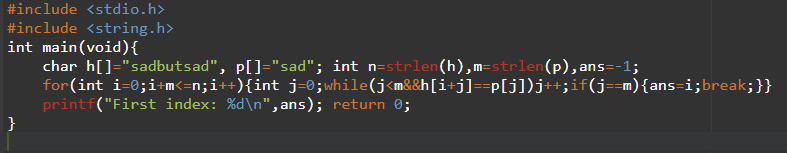 #include <stdio.h>
#include <string.h>
int main(void){
    char h[]="sadbutsad", p[]="sad"; int n=strlen(h),m=strlen(p),ans=-1;
    for(int i=0;i+m<=n;i++){int j=0;while(j<m&&h[i+j]==p[j])j++;if(j==m){ans=i;break;}}
    printf("First index: %d\n",ans); return 0;
}